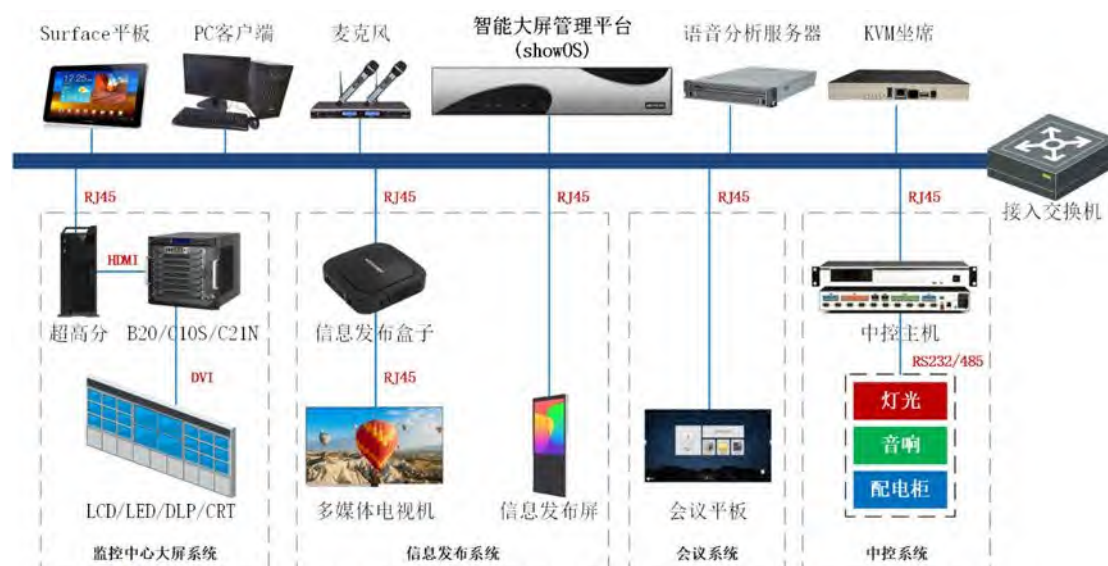 Surface平板
PC客户端
麦克风
智能大屏管理平台
(showOS)
语音分析服务器
KVM坐席
接入交换机
RJ45
RJ45
RJ45
RJ45
RJ45
HDMI
超高分
B20/C10S/C21N
信息发布盒子
中控主机
DVI
RJ45
RS232/485
灯光
音响
配电柜
LCD/LED/DLP/CRT
多媒体电视机
信息发布屏
会议平板
监控中心大屏系统
信息发布系统
会议系统
中控系统